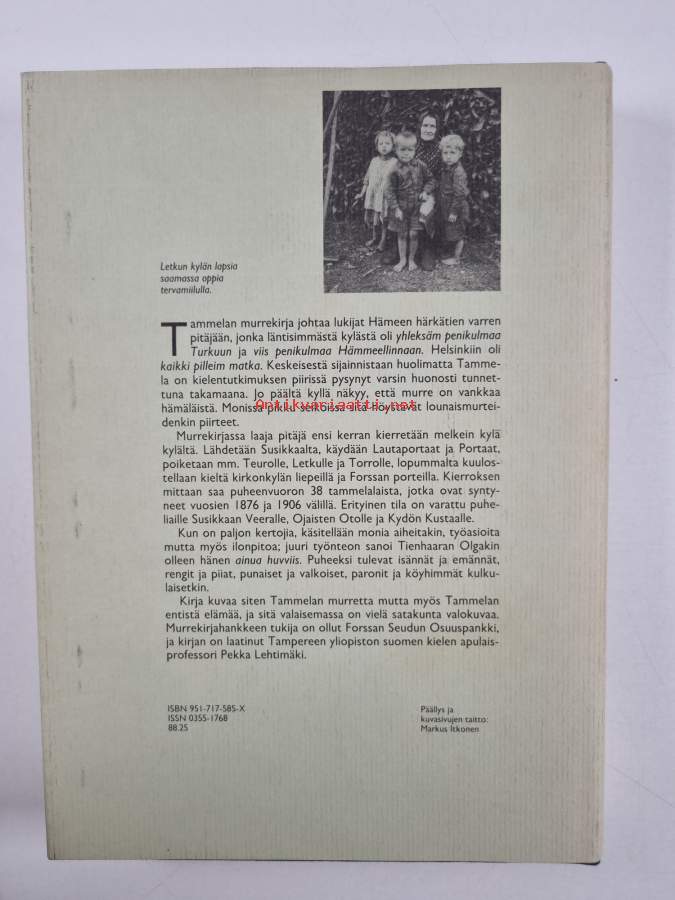 Letkun kylän lapsia
saamassa oppia
tervamiilulla.
Tammelan murrekirja johtaa lukijat Hämeen härkätien varren
pitäjään, jonka läntisimmästä kylästä oli yhleksäm penikulmaa
Turkuun ja viis penikulmaa Hämmeellinnaan. Helsinkiin oli
kaikki pilleim matka. Keskeisestä sijainnistaan huolimatta Tamme-
la on kielentutkimuksen piirissä pysynyt varsin huonosti tunnet-
tuna takamaana. Jo päältä kyllä näkyy, että murre on vankkaa
hämäläistä. Monissa pikku seikoissa sitä höystävät lounaismurtei-
Antikvariaatti.net
denkin piirteet.
Murrekirjassa laaja pitäjä ensi kerran kierretään melkein kylä
kylältä. Lähdetään Susikkaalta, käydään Lautaportaat ja Portaat,
poiketaan mm. Teurolle, Letkulle ja Torrolle, lopummalta kuulos-
tellaan kieltä kirkonkylän liepeillä ja Forssan porteilla. Kierroksen
mittaan saa puheenvuoron 38 tammelalaista, jotka ovat synty-
neet vuosien 1876 ja 1906 välillä. Erityinen tila on varattu puhe-
liaille Susikkaan Veeralle, Ojaisten Otolle ja Kydön Kustaalle.
Kun on paljon kertojia, käsitellään monia aiheitakin, työasioita
mutta myös ilonpitoa; juuri työnteon sanoi Tienhaaran Olgakin
olleen hänen ainua huvviis. Puheeksi tulevat isännät ja emännät,
rengit ja piiat, punaiset ja valkoiset, paronit ja köyhimmät kulku-
laisetkin.
Kirja kuvaa siten Tammelan murretta mutta myös Tammelan
entistä elämää, ja sitä valaisemassa on vielä satakunta valokuvaa.
Murrekirjahankkeen tukija on ollut Forssan Seudun Osuuspankki,
ja kirjan on laatinut Tampereen yliopiston suomen kielen apulais-
professori Pekka Lehtimäki.
ISBN 951-717-585-X
ISSN 0355-1768
88.25
Päällys ja
kuvasivujen taitto:
Markus Itkonen